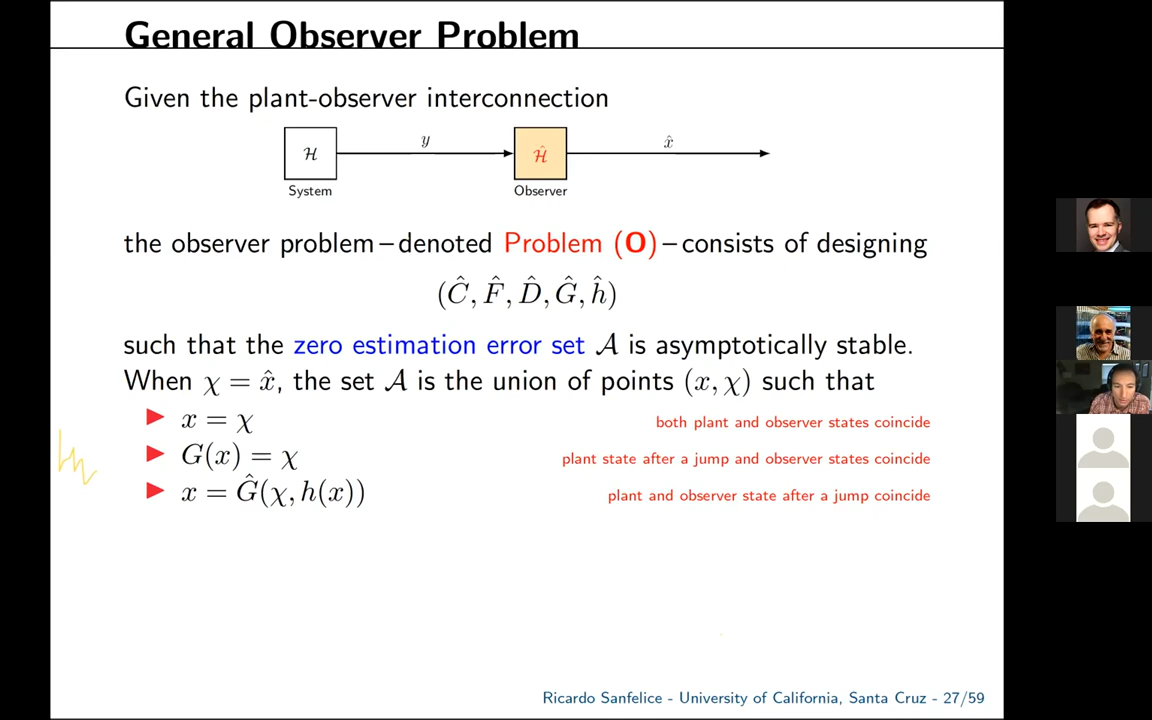 General Observer Problem
Given the plant-observer interconnection
y
x̂
ℋ
ℋ̂
System
Observer
the observer problem – denoted Problem (O) – consists of designing
(Ĉ, F̂, D̂, Ĝ, ĥ)
such that the zero estimation error set 𝒜 is asymptotically stable.
When χ = x̂, the set 𝒜 is the union of points (x, χ) such that
▶ x = χ both plant and observer states coincide
▶ G(x) = χ plant state after a jump and observer states coincide
▶ x = Ĝ(χ, h(x)) plant and observer state after a jump coincide
Ricardo Sanfelice - University of California, Santa Cruz - 27/59